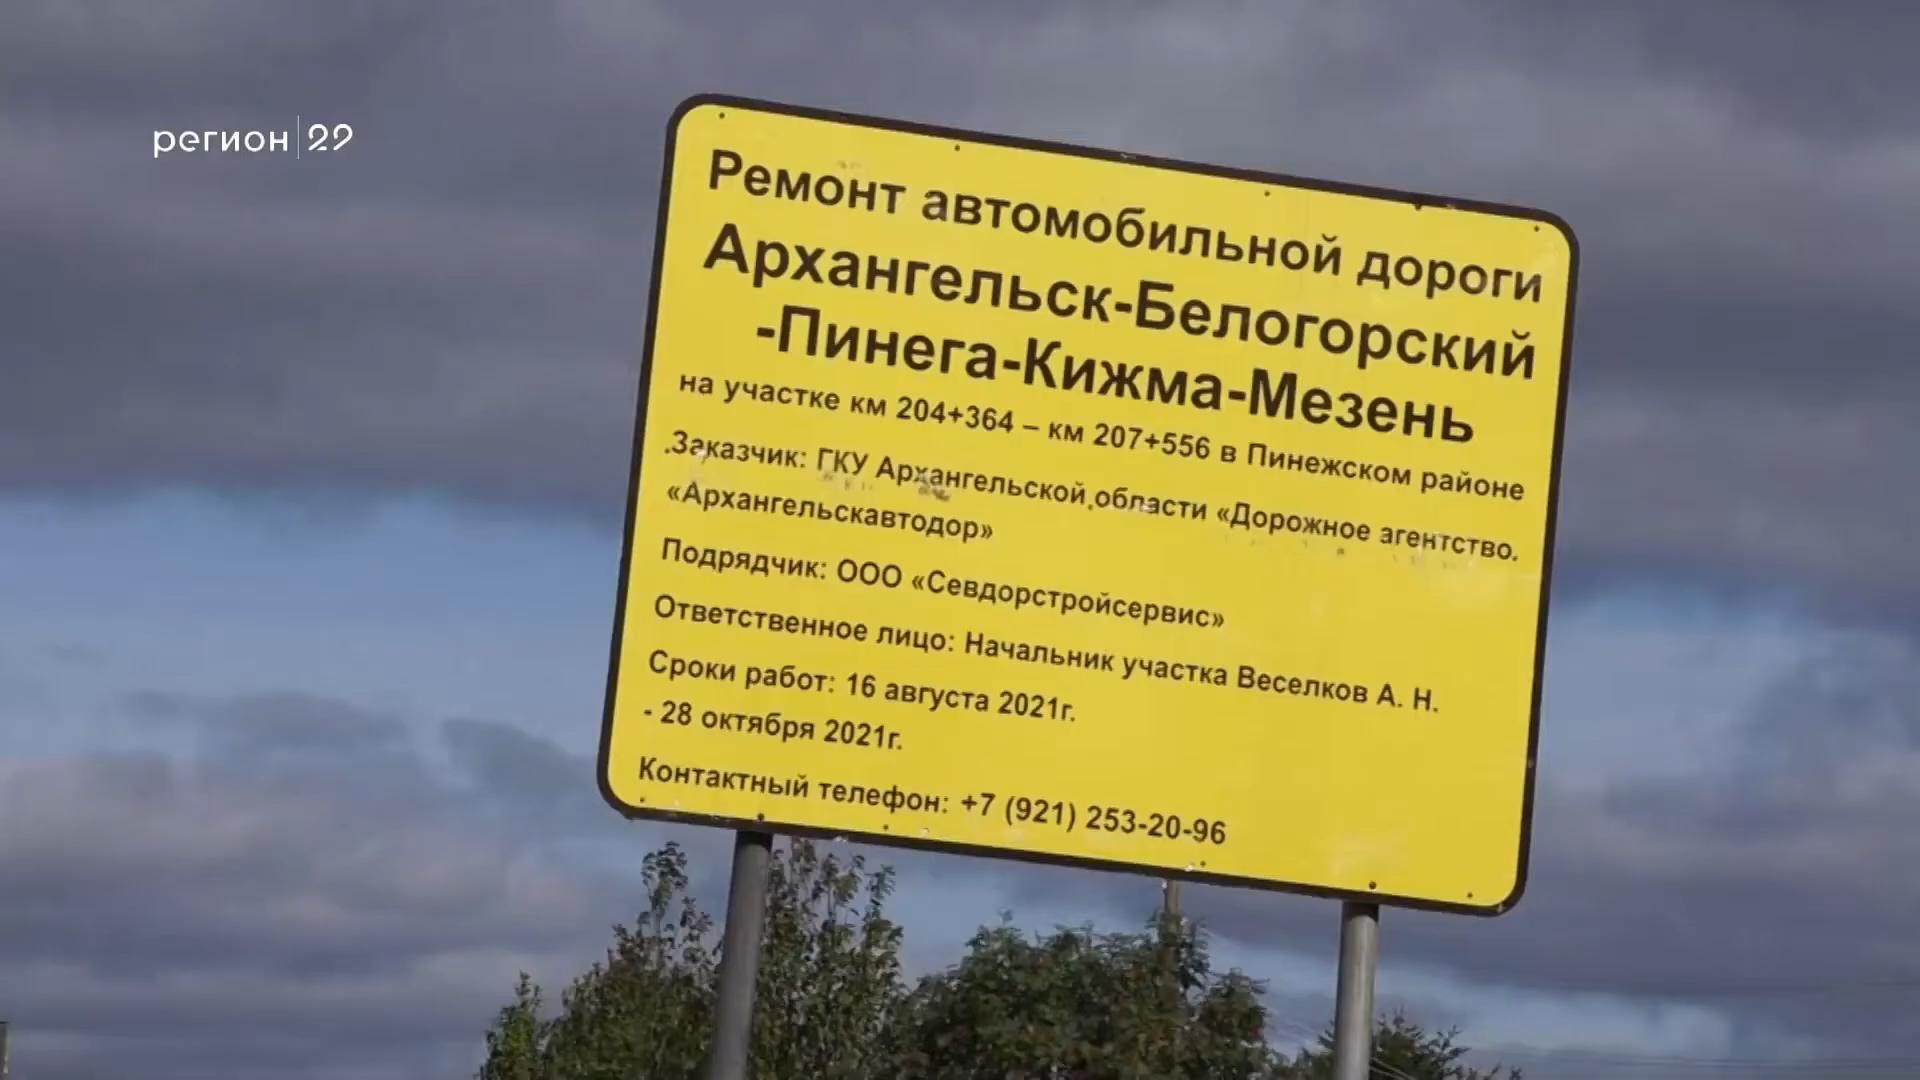 регион|29
Ремонт автомобильной дороги
Архангельск-Белогорский
-Пинега-Кижма-Мезень
на участке км 204+364 – км 207+556 в Пинежском районе
.Заказчик: ГКУ Архангельской области «Дорожное агентство.
«Архангельскавтодор»
Подрядчик: ООО «Севдорстройсервис»
Ответственное лицо: Начальник участка Веселков А. Н.
Сроки работ: 16 августа 2021г.
- 28 октября 2021г.
Контактный телефон: +7 (921) 253-20-96